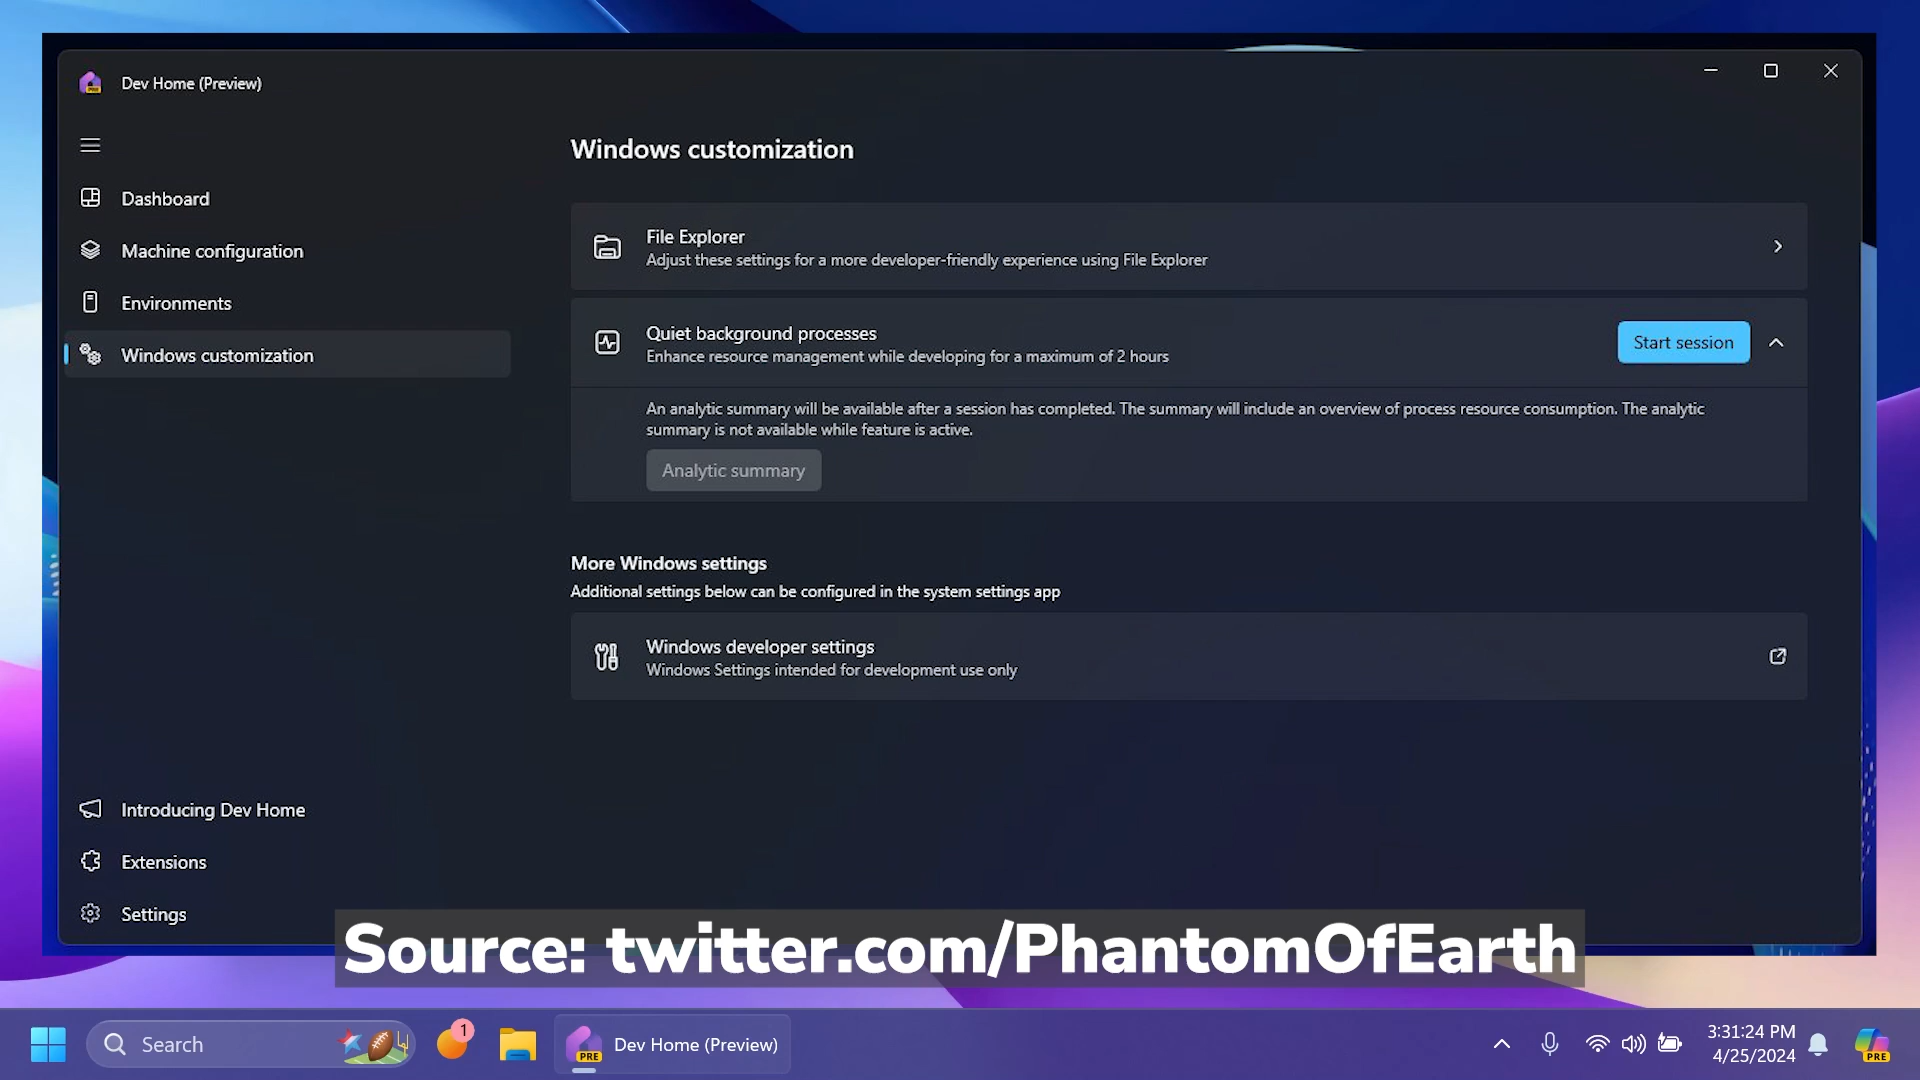 Dev Home (Preview)
Dashboard
Machine configuration
Environments
Windows customization
Introducing Dev Home
Extensions
Settings
Windows customization
File Explorer
Adjust these settings for a more developer-friendly experience using File Explorer
Quiet background processes
Enhance resource management while developing for a maximum of 2 hours
Start session
An analytic summary will be available after a session has completed. The summary will include an overview of process resource consumption. The analytic
summary is not available while feature is active.
Analytic summary
More Windows settings
Additional settings below can be configured in the system settings app
Windows developer settings
Windows Settings intended for development use only
Source: twitter.com/PhantomOfEarth
Search
1
PRE
Dev Home (Preview)
3:31:24 PM
4/25/2024
PRE